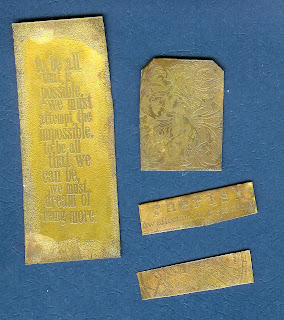 to be all
that is
possible,
we must
attempt the
impossible,
to be all
that we
can be,
we must
dream of
being more
cherish